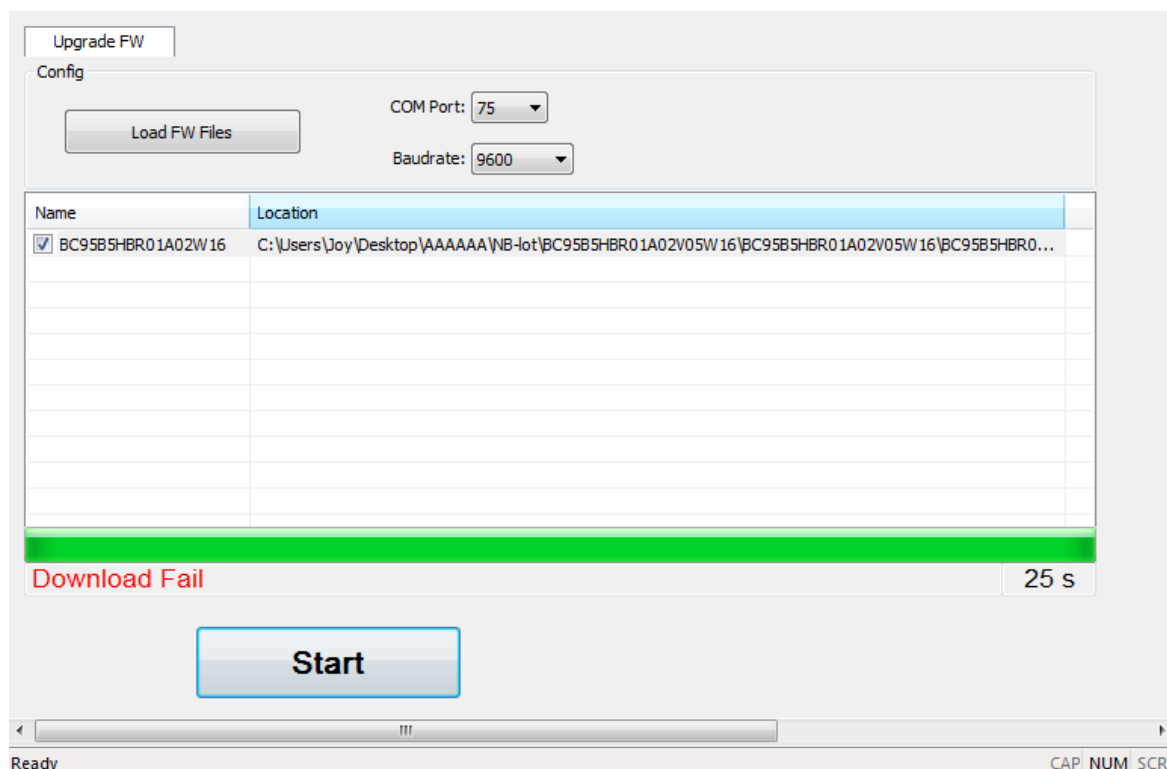 Upgrade FW
Config
Load FW Files
COM Port: 75
Baudrate: 9600
Name Location
BC95B5HBR01A02W16 C:\Users\Joy\Desktop\AAAAAA\NB-Iot\BC95B5HBR01A02V05W16\BC95B5HBR01A02V05W16\BC95B5HBR0...
Download Fail 25 s
Start
Ready CAP NUM SCR